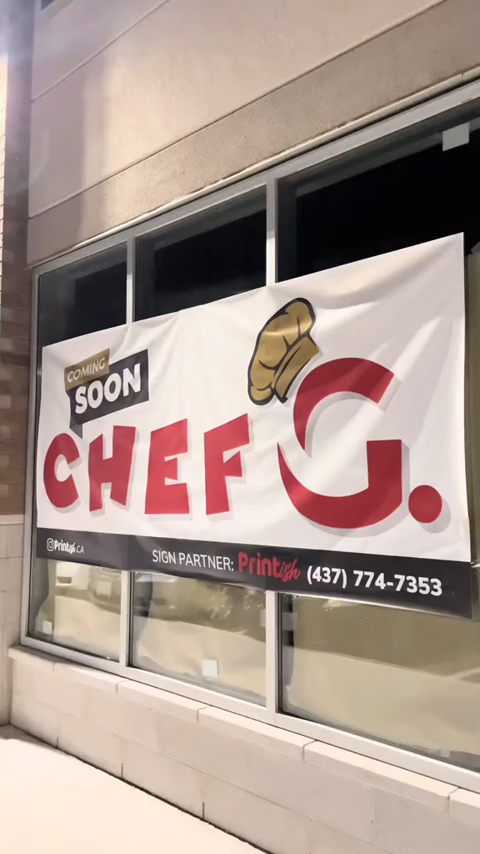 COMING
SOON
CHEF G.
Printish.CA
SIGN PARTNER: Printish (437) 774-7353